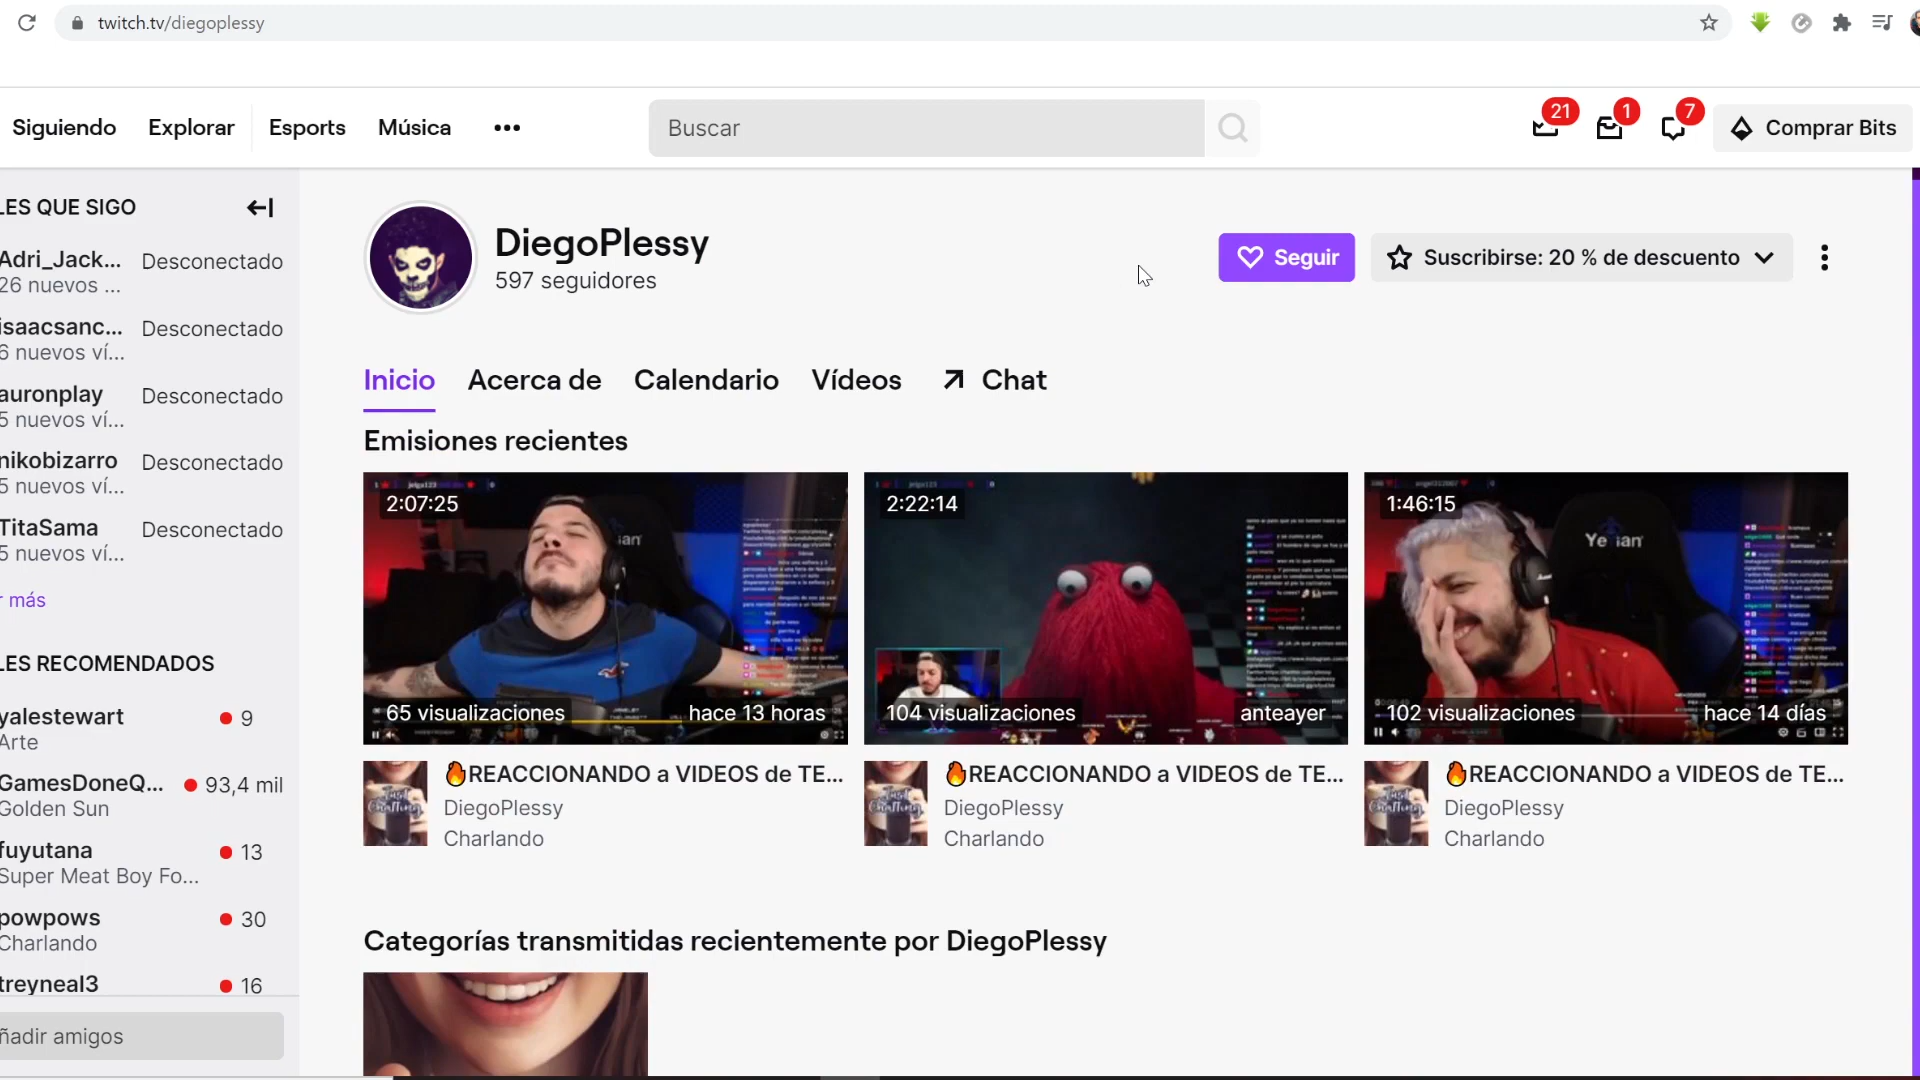 twitch.tv/diegoplessy
Siguiendo Explorar Esports Música ••• Buscar 21 1 7 Comprar Bits
LES QUE SIGO
Adri_Jack... Desconectado
26 nuevos ...
isaacsanc... Desconectado
6 nuevos ví...
auronplay Desconectado
5 nuevos ví...
nikobizarro Desconectado
5 nuevos ví...
TitaSama Desconectado
5 nuevos ví...
r más
LES RECOMENDADOS
yalestewart 9
Arte
GamesDoneQ... 93,4 mil
Golden Sun
fuyutana 13
Super Meat Boy Fo...
powpows 30
Charlando
treyneal3 16
ñadir amigos
DiegoPlessy
597 seguidores
Seguir Suscribirse: 20 % de descuento
Inicio Acerca de Calendario Vídeos Chat
Emisiones recientes
2:07:25
65 visualizaciones hace 13 horas
🔥REACCIONANDO a VIDEOS de TE...
DiegoPlessy
Charlando
2:22:14
104 visualizaciones anteayer
🔥REACCIONANDO a VIDEOS de TE...
DiegoPlessy
Charlando
1:46:15
102 visualizaciones hace 14 días
🔥REACCIONANDO a VIDEOS de TE...
DiegoPlessy
Charlando
Just Chatting
Just Chatting
Just Chatting
Categorías transmitidas recientemente por DiegoPlessy